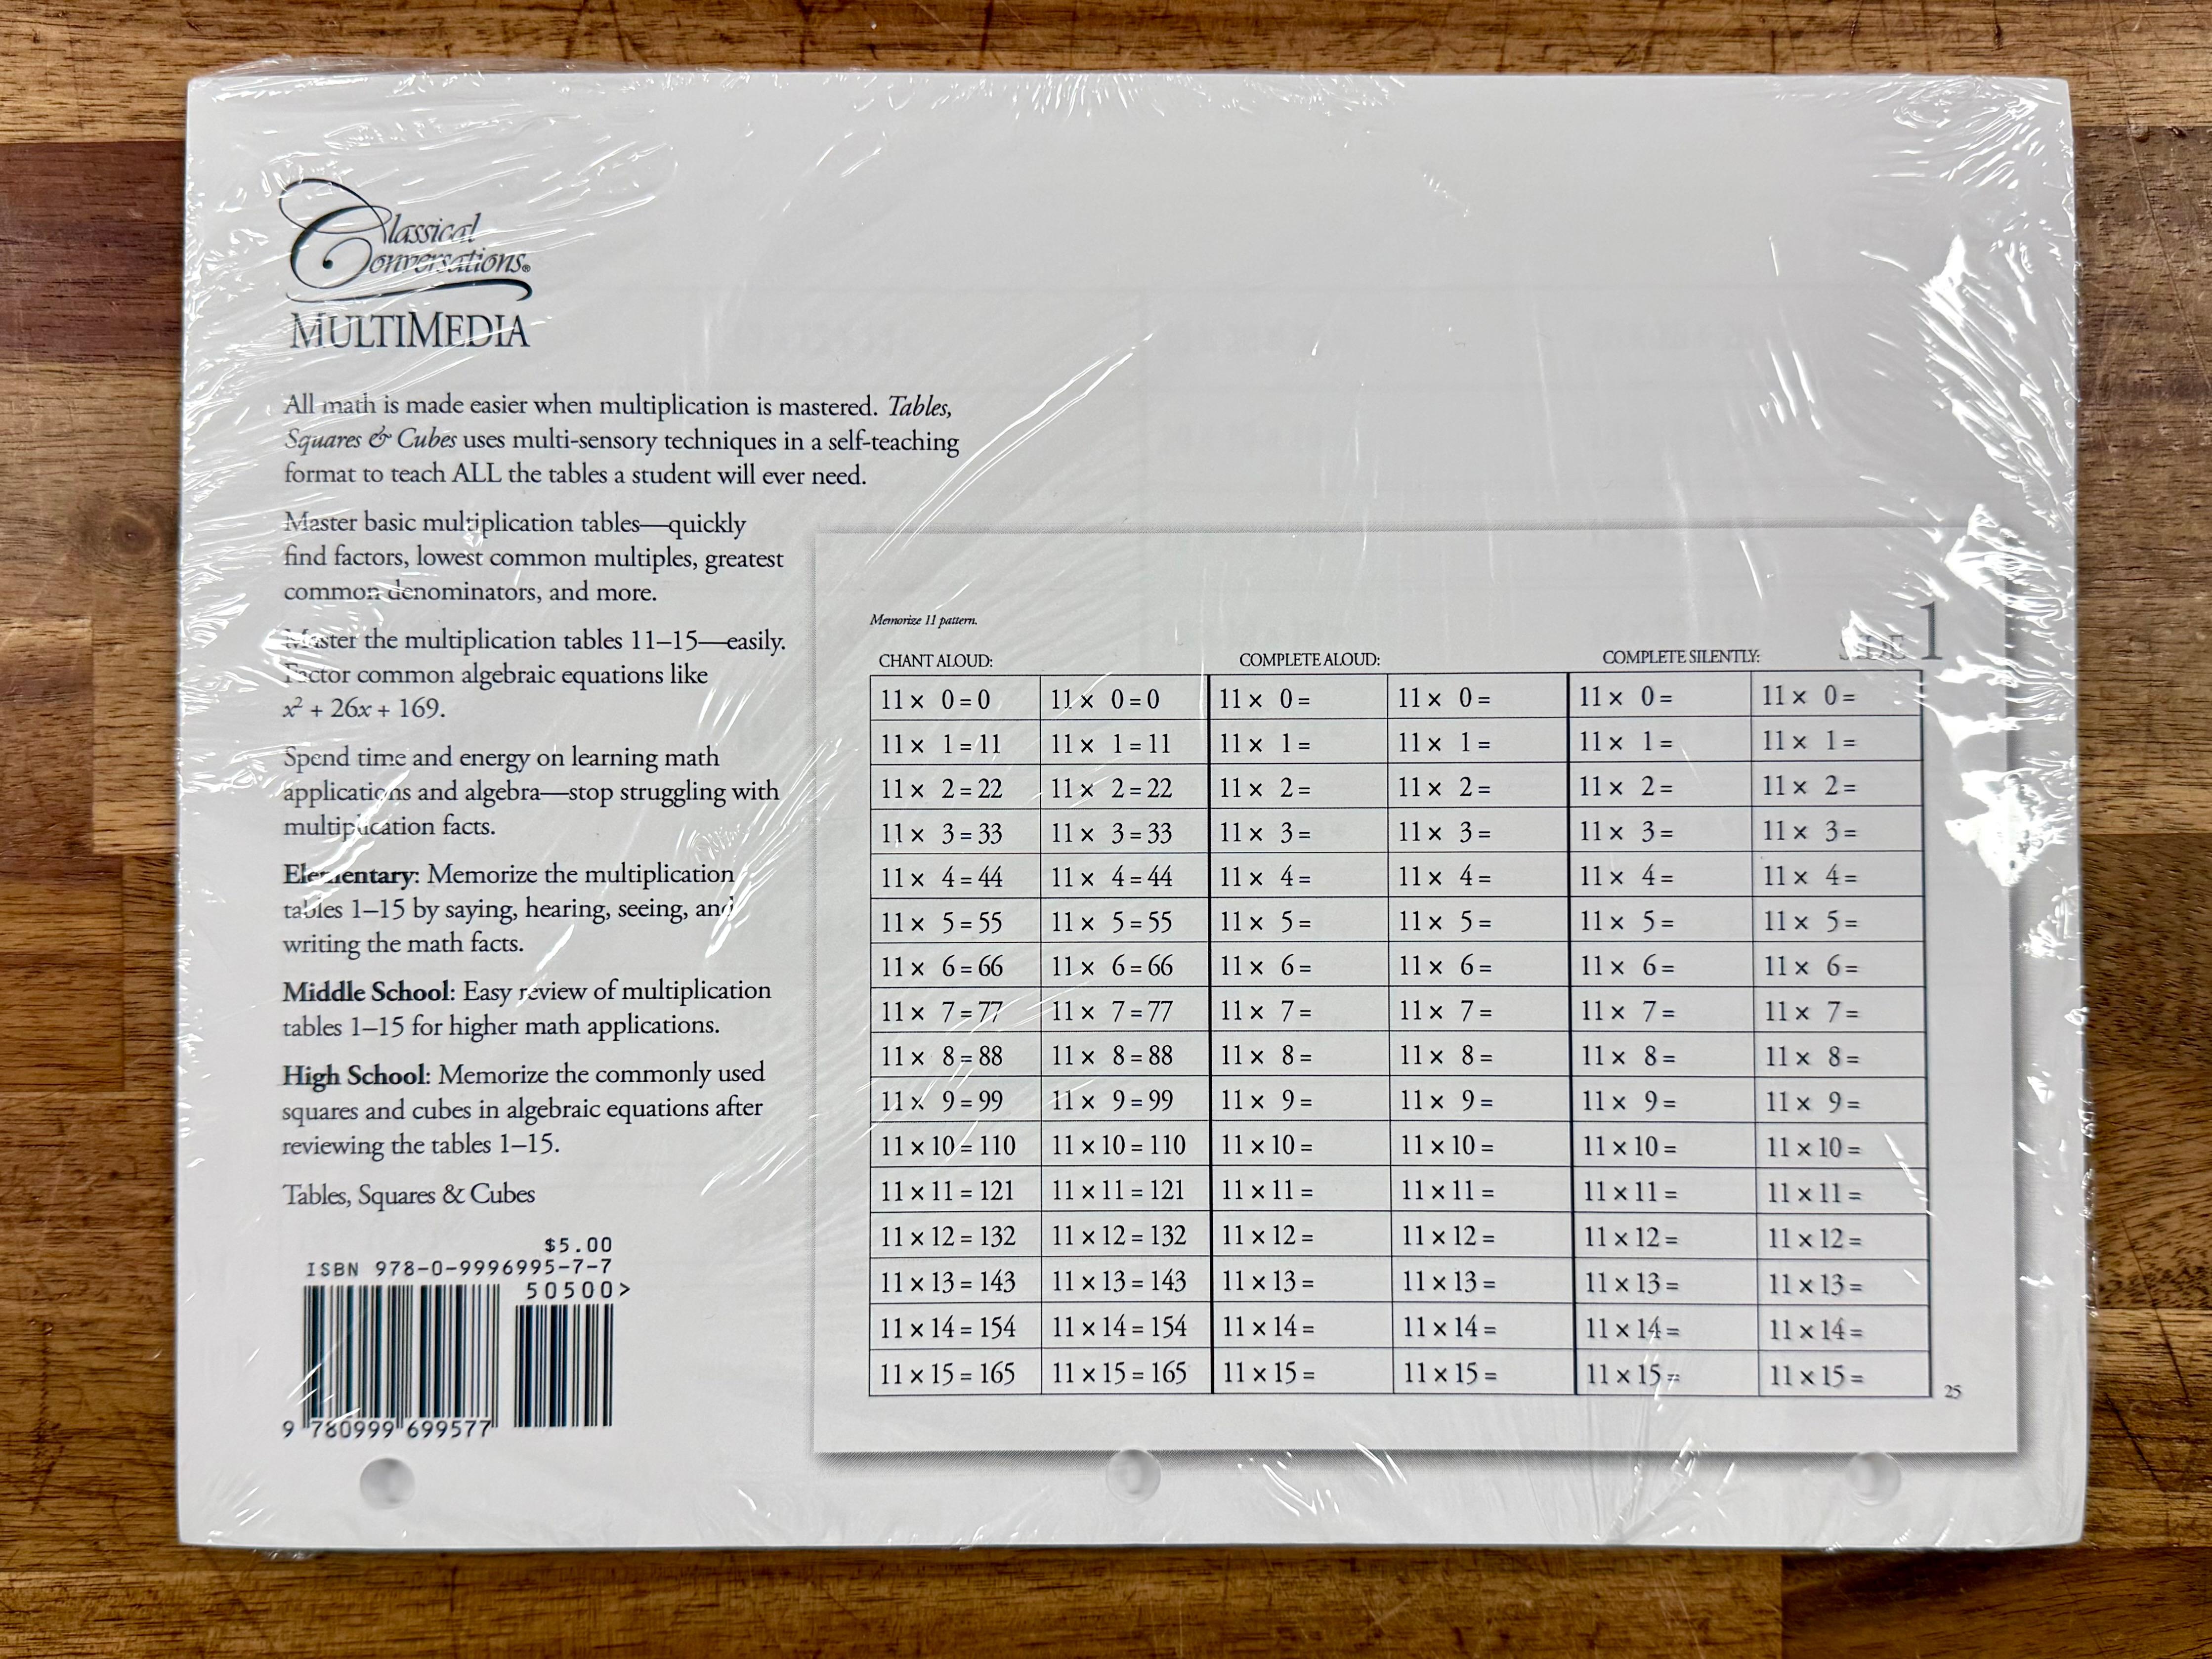 Classical
Conversations®
MULTIMEDIA
All math is made easier when multiplication is mastered. Tables,
Squares & Cubes uses multi-sensory techniques in a self-teaching
format to teach ALL the tables a student will ever need.
Master basic multiplication tables—quickly
find factors, lowest common multiples, greatest
common denominators, and more.
Master the multiplication tables 11–15—easily.
Factor common algebraic equations like
x² + 26x + 169.
Spend time and energy on learning math
applications and algebra—stop struggling with
multiplication facts.
Elementary: Memorize the multiplication
tables 1–15 by saying, hearing, seeing, and
writing the math facts.
Middle School: Easy review of multiplication
tables 1–15 for higher math applications.
High School: Memorize the commonly used
squares and cubes in algebraic equations after
reviewing the tables 1–15.
Tables, Squares & Cubes
$5.00
ISBN 978-0-9996995-7-7
50500>
9 780999 699577
Memorize 11 pattern.
SIDE 1
CHANT ALOUD: COMPLETE ALOUD: COMPLETE SILENTLY:
11 × 0 = 0 11 × 0 = 0 11 × 0 = 11 × 0 = 11 × 0 = 11 × 0 =
11 × 1 = 11 11 × 1 = 11 11 × 1 = 11 × 1 = 11 × 1 = 11 × 1 =
11 × 2 = 22 11 × 2 = 22 11 × 2 = 11 × 2 = 11 × 2 = 11 × 2 =
11 × 3 = 33 11 × 3 = 33 11 × 3 = 11 × 3 = 11 × 3 = 11 × 3 =
11 × 4 = 44 11 × 4 = 44 11 × 4 = 11 × 4 = 11 × 4 = 11 × 4 =
11 × 5 = 55 11 × 5 = 55 11 × 5 = 11 × 5 = 11 × 5 = 11 × 5 =
11 × 6 = 66 11 × 6 = 66 11 × 6 = 11 × 6 = 11 × 6 = 11 × 6 =
11 × 7 = 77 11 × 7 = 77 11 × 7 = 11 × 7 = 11 × 7 = 11 × 7 =
11 × 8 = 88 11 × 8 = 88 11 × 8 = 11 × 8 = 11 × 8 = 11 × 8 =
11 × 9 = 99 11 × 9 = 99 11 × 9 = 11 × 9 = 11 × 9 = 11 × 9 =
11 × 10 = 110 11 × 10 = 110 11 × 10 = 11 × 10 = 11 × 10 = 11 × 10 =
11 × 11 = 121 11 × 11 = 121 11 × 11 = 11 × 11 = 11 × 11 = 11 × 11 =
11 × 12 = 132 11 × 12 = 132 11 × 12 = 11 × 12 = 11 × 12 = 11 × 12 =
11 × 13 = 143 11 × 13 = 143 11 × 13 = 11 × 13 = 11 × 13 = 11 × 13 =
11 × 14 = 154 11 × 14 = 154 11 × 14 = 11 × 14 = 11 × 14 = 11 × 14 =
11 × 15 = 165 11 × 15 = 165 11 × 15 = 11 × 15 = 11 × 15 = 11 × 15 =
25